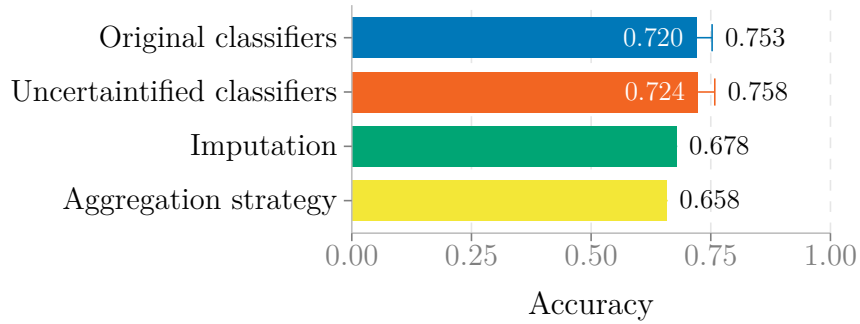 Original classifiers 0.720 0.753
Uncertaintified classifiers 0.724 0.758
Imputation 0.678
Aggregation strategy 0.658
0.00 0.25 0.50 0.75 1.00
Accuracy